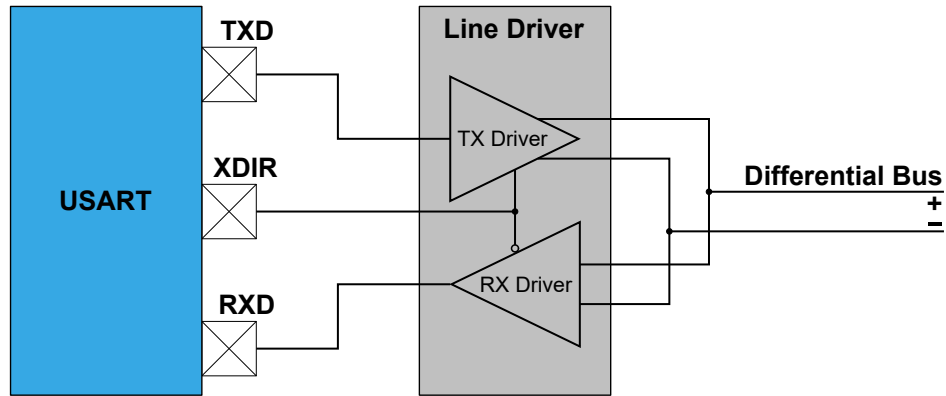 TXD
Line Driver
TX Driver
XDIR
USART
Differential Bus
+
−
RX Driver
RXD